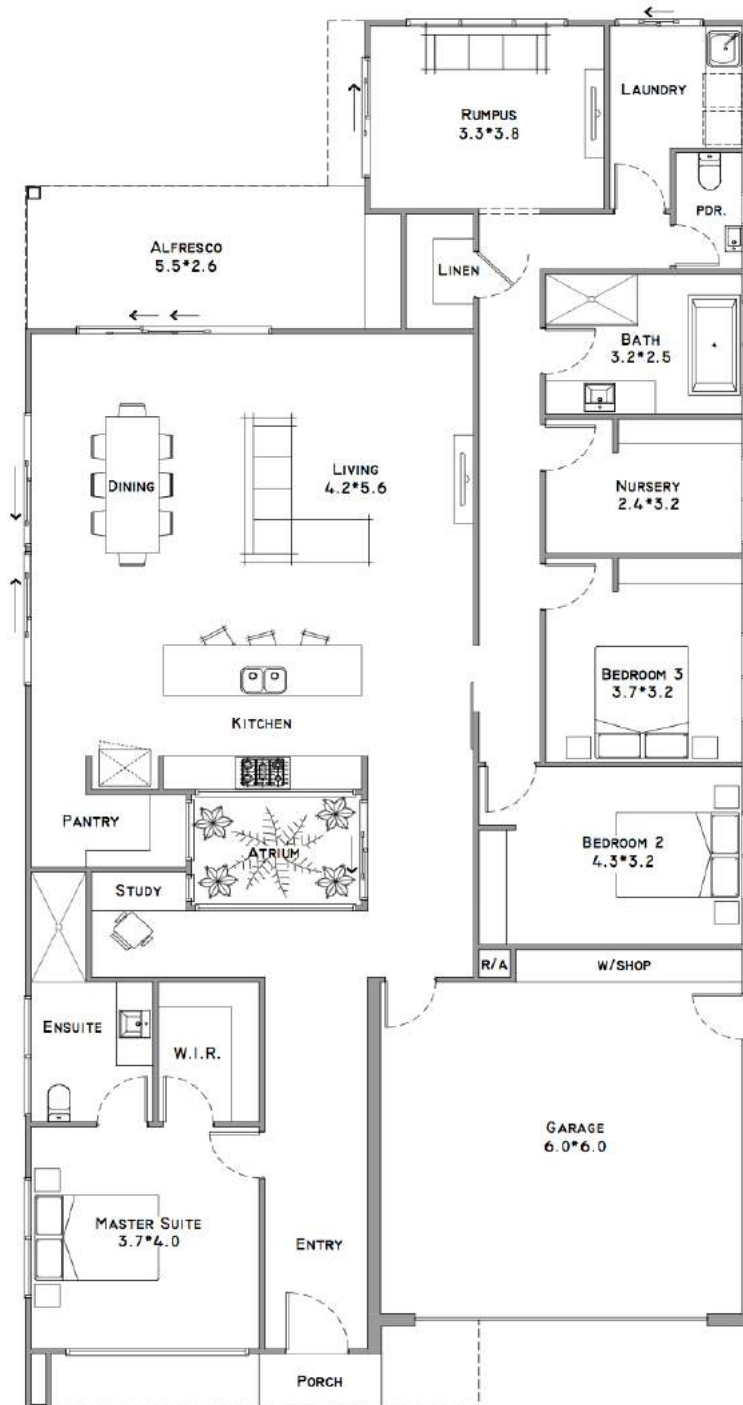 LAUNDRY
RUMPUS
3.3*3.8
PDR.
ALFRESCO
5.5*2.6
LINEN
BATH
3.2*2.5
DINING
LIVING
4.2*5.6
NURSERY
2.4*3.2
BEDROOM 3
3.7*3.2
KITCHEN
PANTRY
ATRIUM
BEDROOM 2
4.3*3.2
STUDY
R/A
W/SHOP
ENSUITE
W.I.R.
GARAGE
6.0*6.0
MASTER SUITE
3.7*4.0
ENTRY
PORCH